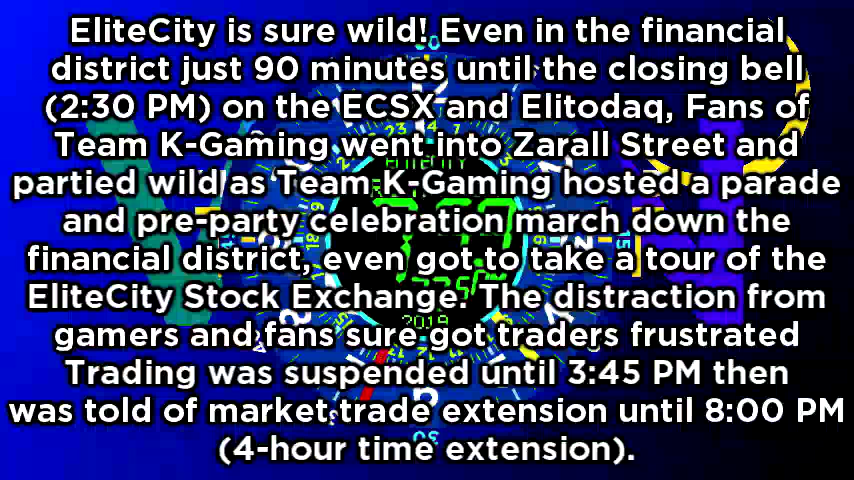 EliteCity is sure wild! Even in the financial
district just 90 minutes until the closing bell
(2:30 PM) on the ECSX and Elitodaq, Fans of
Team K-Gaming went into Zarall Street and
partied wild as Team K-Gaming hosted a parade
and pre-party celebration march down the
financial district, even got to take a tour of the
EliteCity Stock Exchange. The distraction from
gamers and fans sure got traders frustrated
Trading was suspended until 3:45 PM then
was told of market trade extension until 8:00 PM
(4-hour time extension).